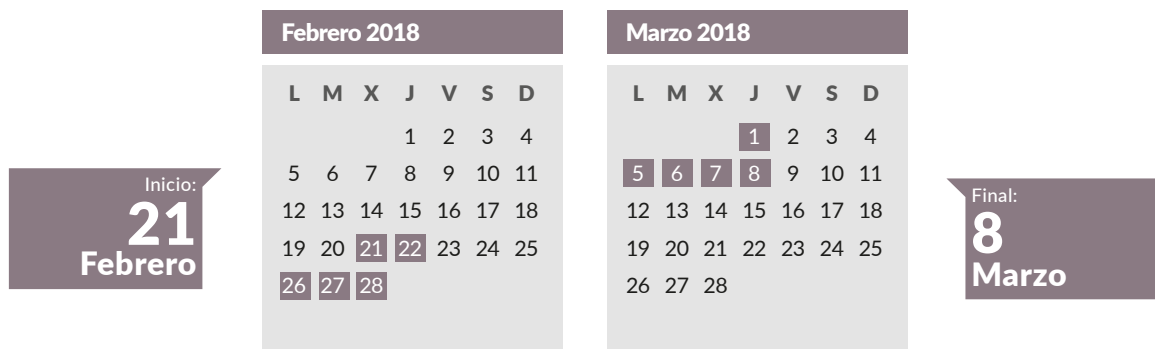 Febrero 2018
L M X J V S D
1 2 3 4
5 6 7 8 9 10 11
12 13 14 15 16 17 18
19 20 21 22 23 24 25
26 27 28
Marzo 2018
L M X J V S D
1 2 3 4
5 6 7 8 9 10 11
12 13 14 15 16 17 18
19 20 21 22 23 24 25
26 27 28
Inicio:
21
Febrero
Final:
8
Marzo